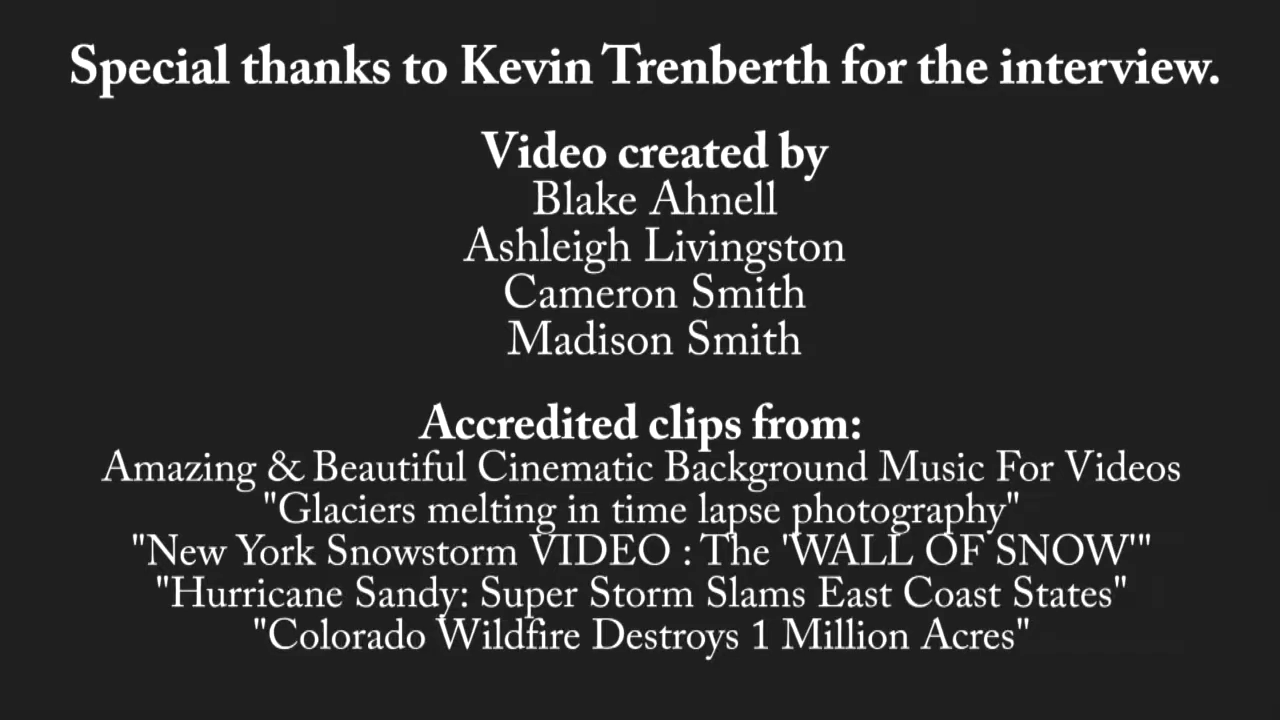 Special thanks to Kevin Trenberth for the interview.
Video created by
Blake Ahnell
Ashleigh Livingston
Cameron Smith
Madison Smith
Accredited clips from:
Amazing & Beautiful Cinematic Background Music For Videos
"Glaciers melting in time lapse photography"
"New York Snowstorm VIDEO : The 'WALL OF SNOW'"
"Hurricane Sandy: Super Storm Slams East Coast States"
"Colorado Wildfire Destroys 1 Million Acres"